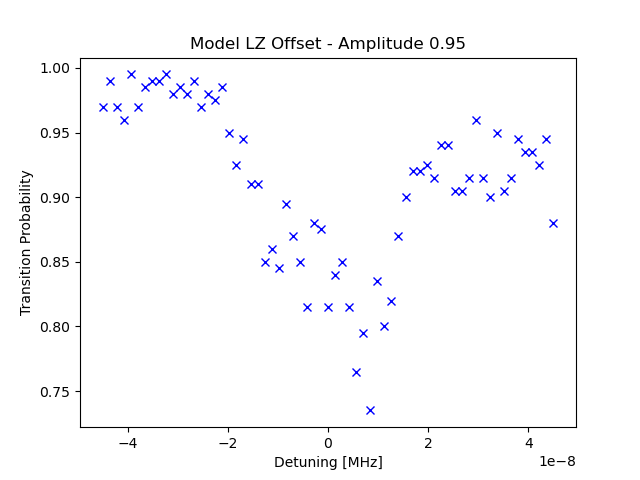 Model LZ Offset - Amplitude 0.95
1.00
0.95
0.90
0.85
0.80
0.75
Transition Probability
−4
−2
0
2
4
1e−8
Detuning [MHz]